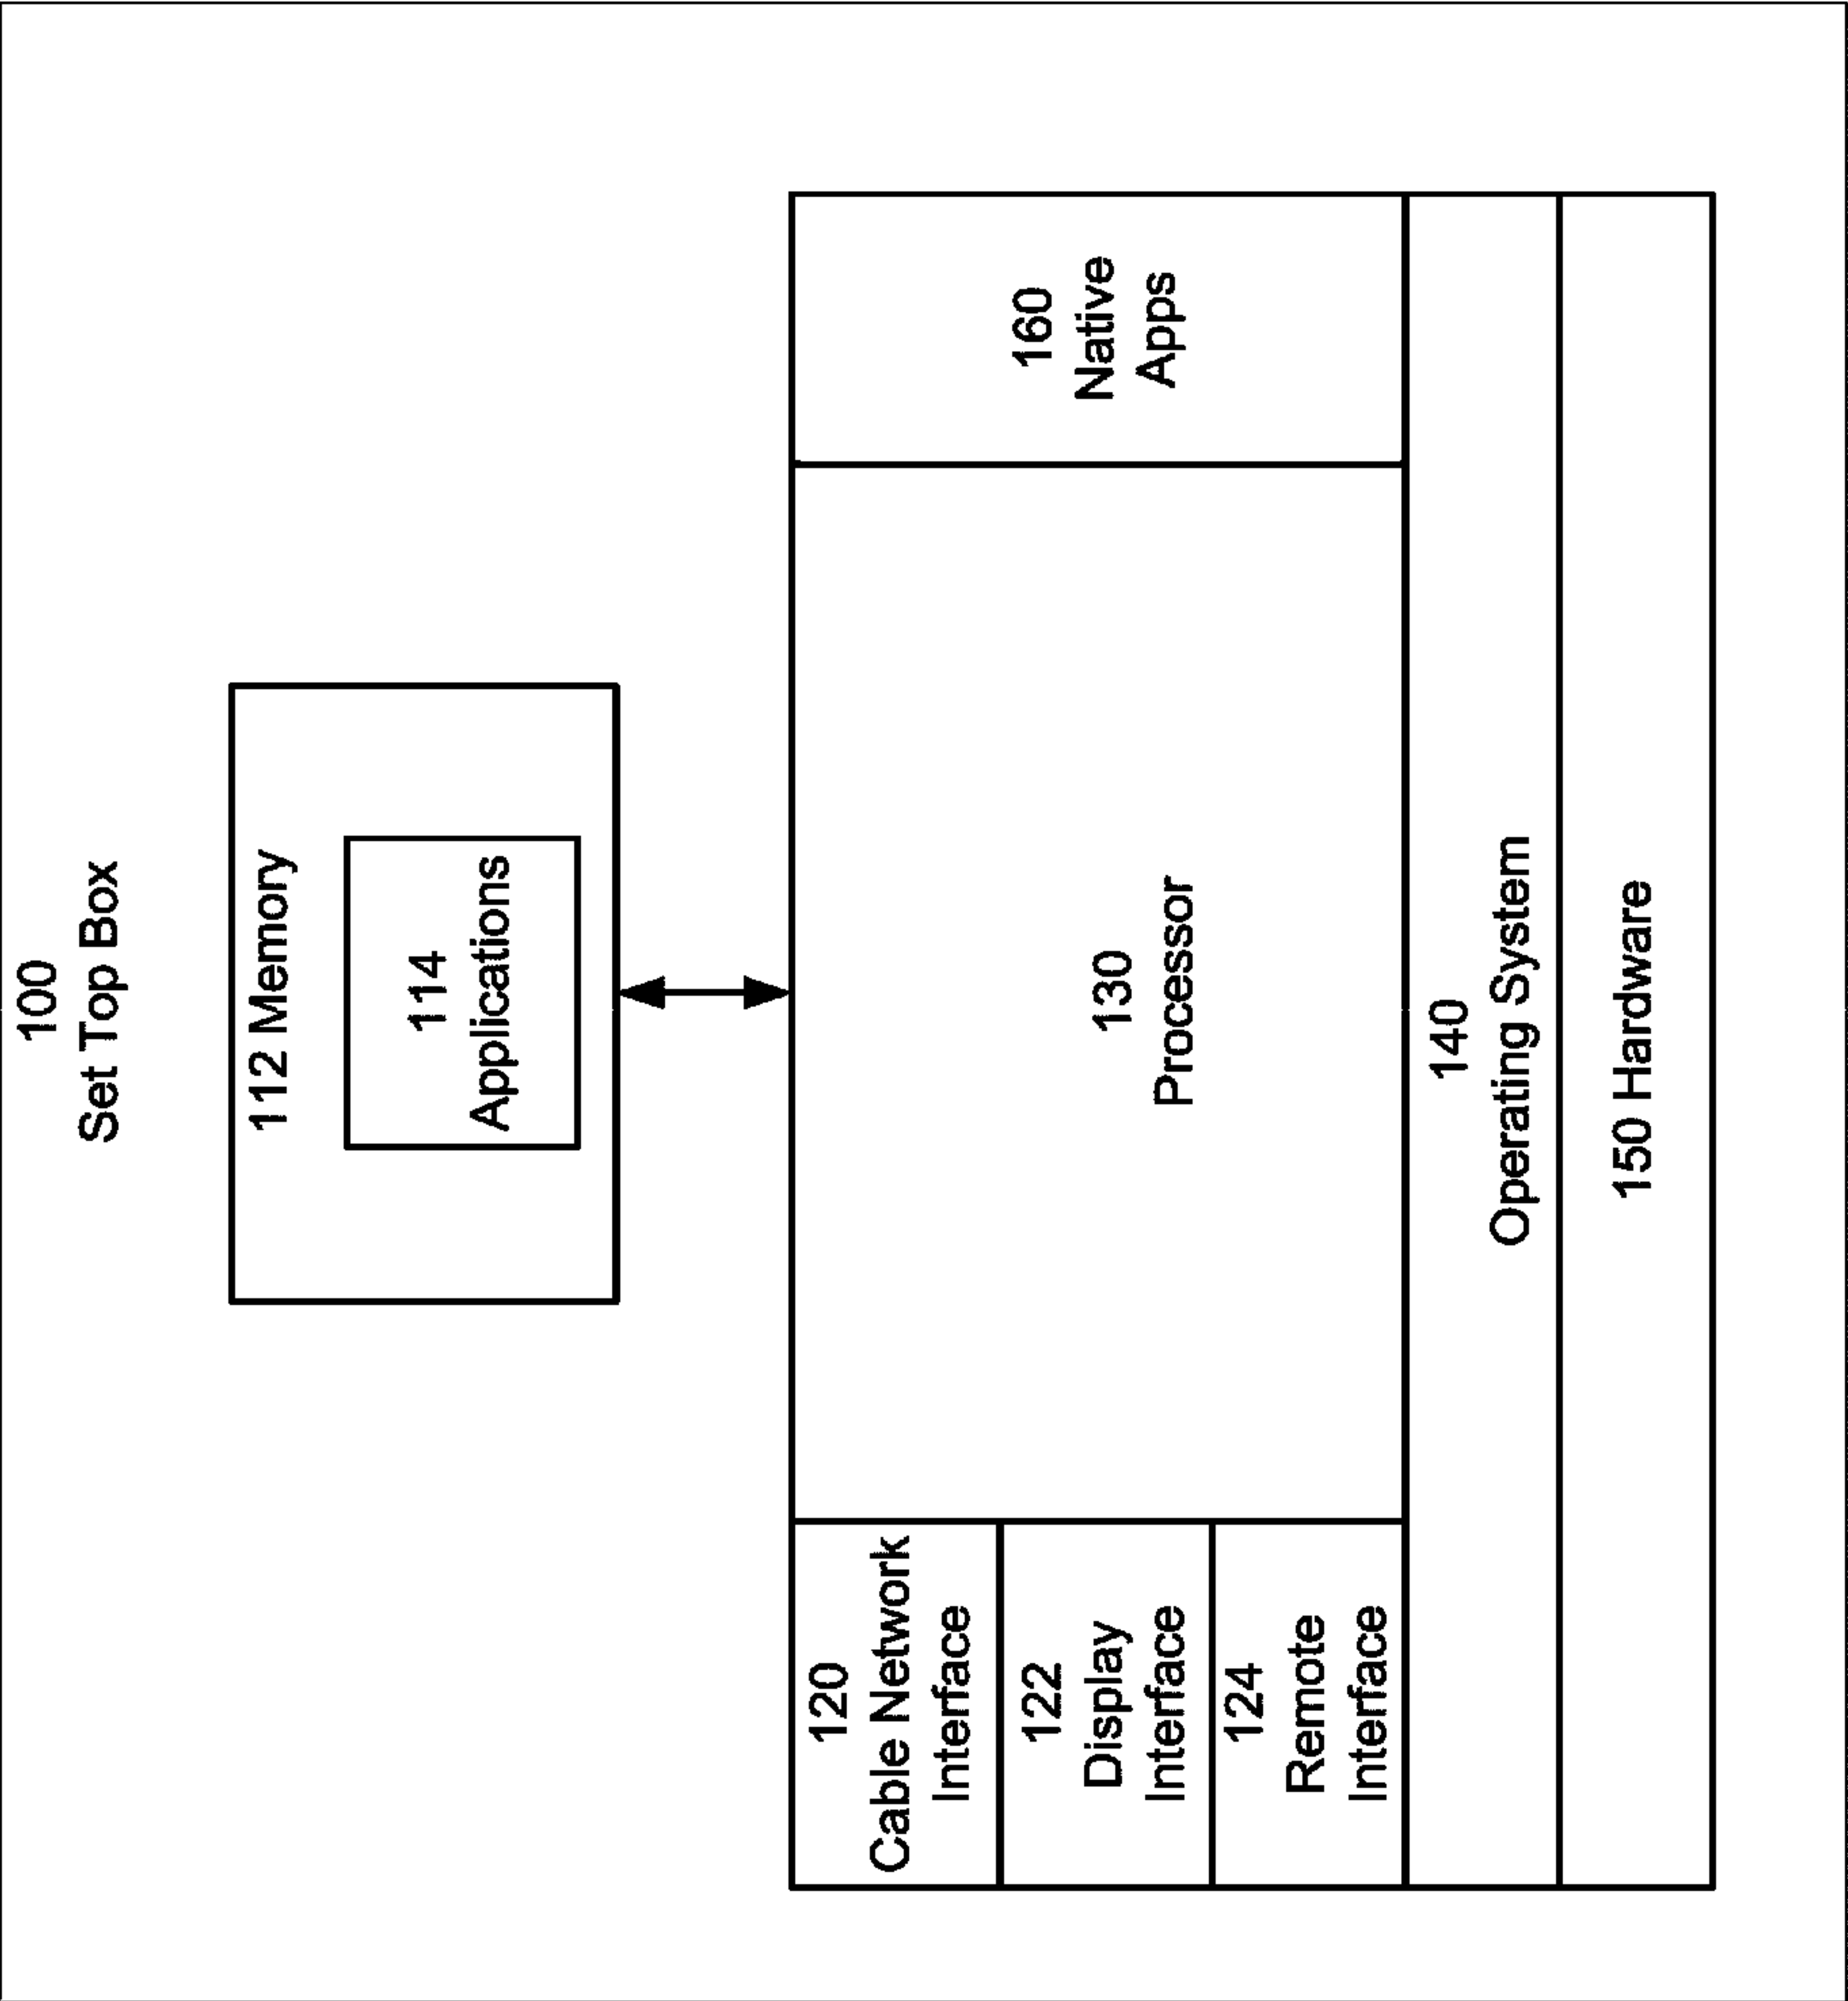 100
Set Top Box
112 Memory
114
Applications
120
Cable Network
Interface
122
Display
Interface
124
Remote
Interface
130
Processor
160
Native
Apps
140
Operating System
150 Hardware